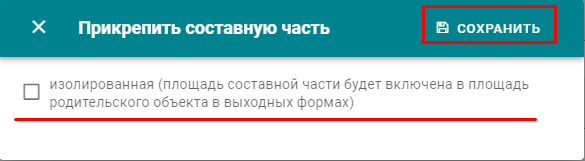 Прикрепить составную часть СОХРАНИТЬ
изолированная (площадь составной части будет включена в площадь
родительского объекта в выходных формах)